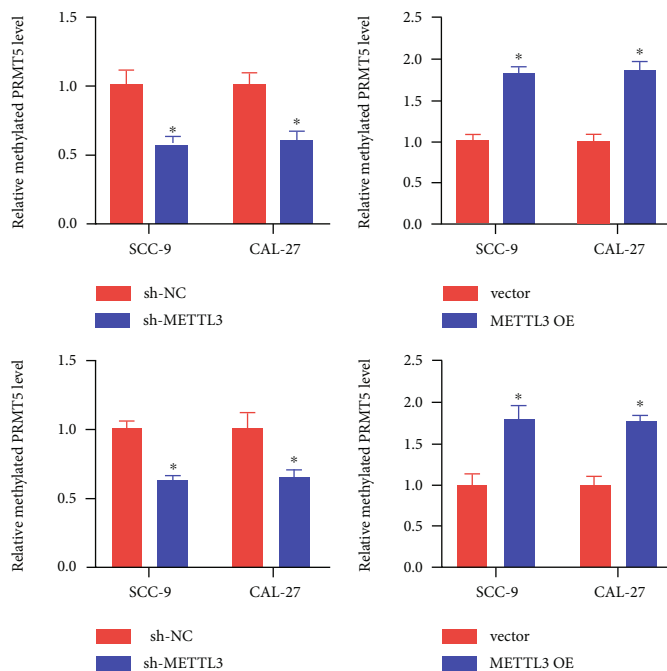 Relative methylated PRMT5 level
1.5
1.0
0.5
0.0
*
*
SCC-9
CAL-27
sh-NC
sh-METTL3
Relative methylated PRMT5 level
2.5
2.0
1.5
1.0
0.5
0.0
*
*
SCC-9
CAL-27
vector
METTL3 OE
Relative methylated PRMT5 level
1.5
1.0
0.5
0.0
*
*
SCC-9
CAL-27
sh-NC
sh-METTL3
Relative methylated PRMT5 level
2.5
2.0
1.5
1.0
0.5
0.0
*
*
SCC-9
CAL-27
vector
METTL3 OE